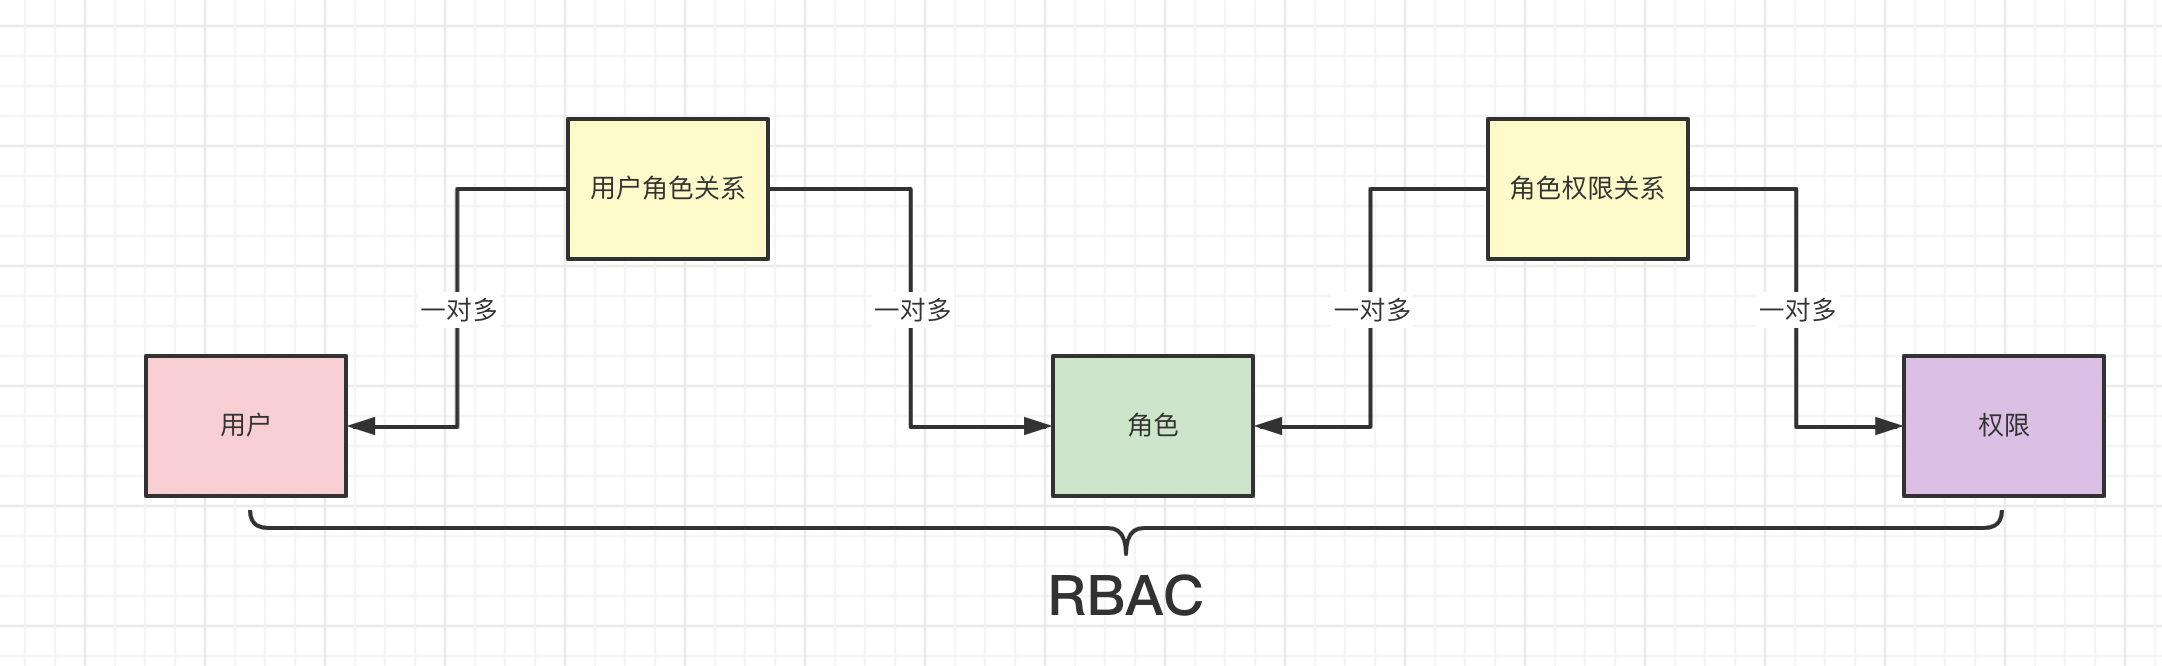 用户角色关系
角色权限关系
一对多
一对多
一对多
一对多
用户
角色
权限
RBAC